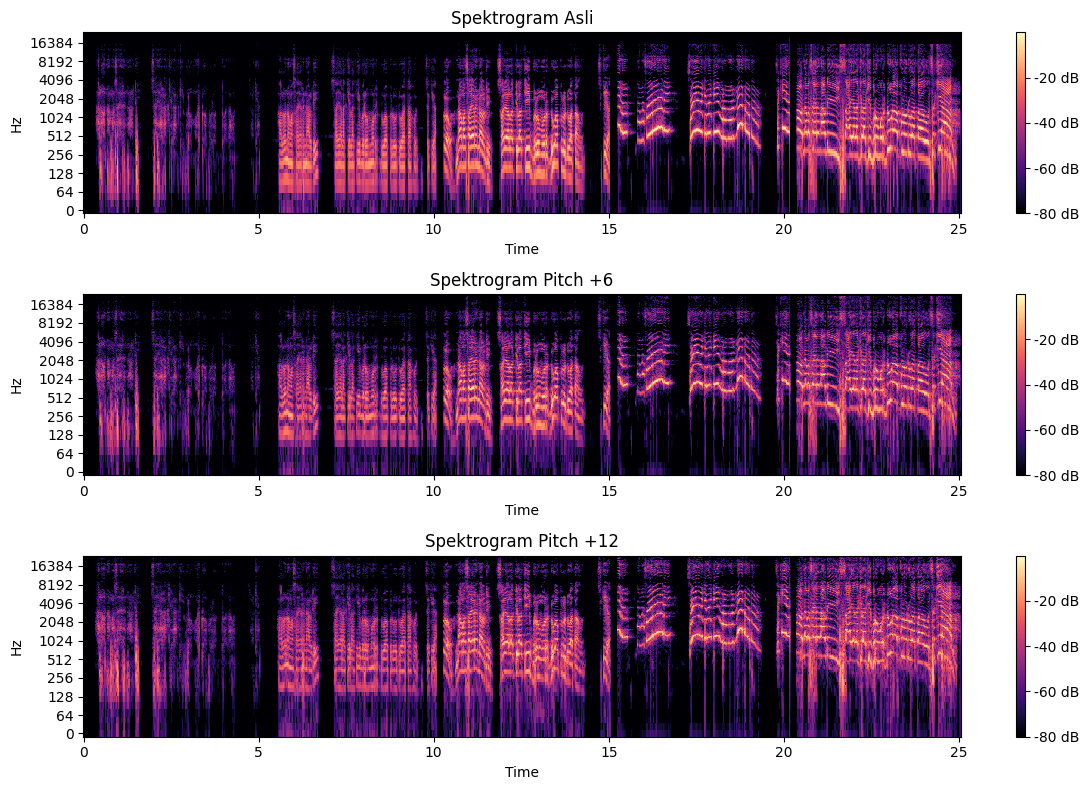 Spektrogram Asli
Hz
16384
8192
4096
2048
1024
512
256
128
64
0
0 5 10 15 20 25
Time
-20 dB
-40 dB
-60 dB
-80 dB
Spektrogram Pitch +6
Hz
16384
8192
4096
2048
1024
512
256
128
64
0
0 5 10 15 20 25
Time
-20 dB
-40 dB
-60 dB
-80 dB
Spektrogram Pitch +12
Hz
16384
8192
4096
2048
1024
512
256
128
64
0
0 5 10 15 20 25
Time
-20 dB
-40 dB
-60 dB
-80 dB